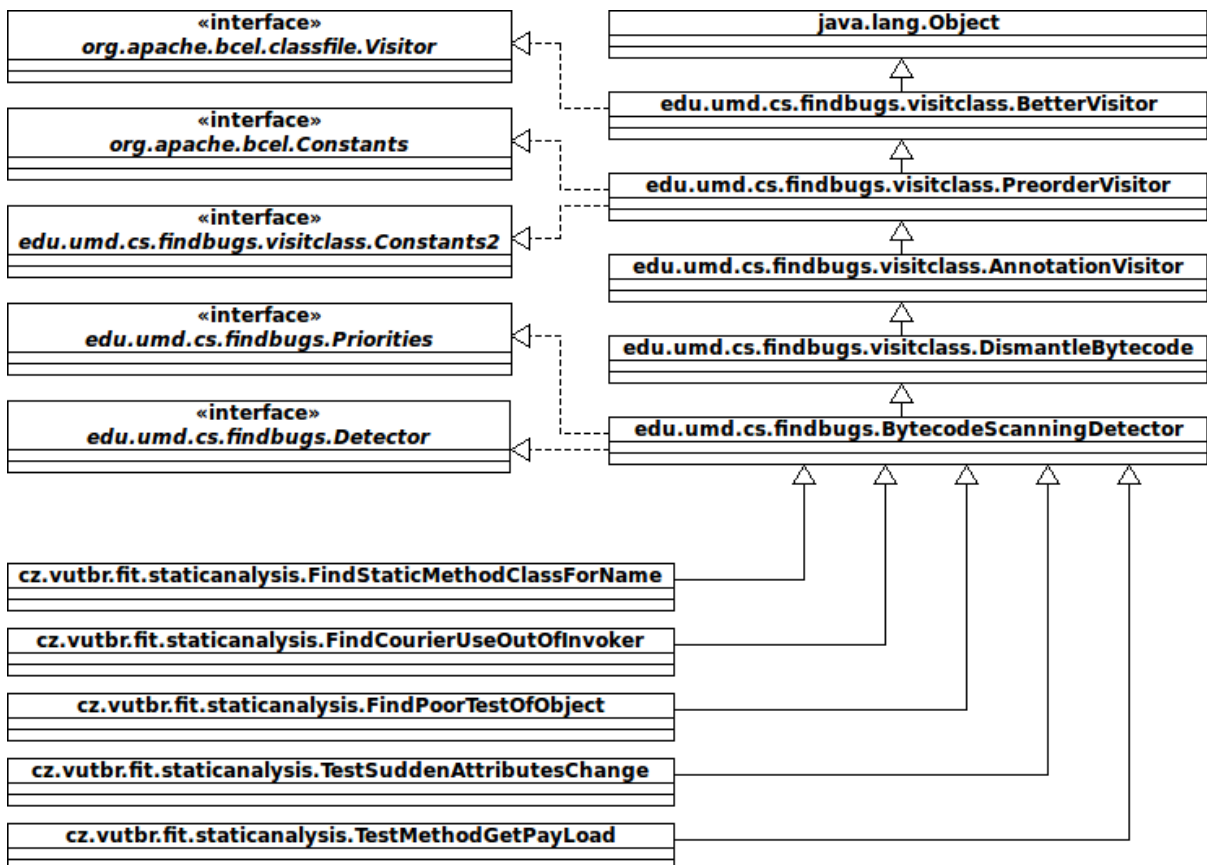 «interface»
org.apache.bcel.classfile.Visitor
«interface»
org.apache.bcel.Constants
«interface»
edu.umd.cs.findbugs.visitclass.Constants2
«interface»
edu.umd.cs.findbugs.Priorities
«interface»
edu.umd.cs.findbugs.Detector
java.lang.Object
edu.umd.cs.findbugs.visitclass.BetterVisitor
edu.umd.cs.findbugs.visitclass.PreorderVisitor
edu.umd.cs.findbugs.visitclass.AnnotationVisitor
edu.umd.cs.findbugs.visitclass.DismantleBytecode
edu.umd.cs.findbugs.BytecodeScanningDetector
cz.vutbr.fit.staticanalysis.FindStaticMethodClassForName
cz.vutbr.fit.staticanalysis.FindCourierUseOutOfInvoker
cz.vutbr.fit.staticanalysis.FindPoorTestOfObject
cz.vutbr.fit.staticanalysis.TestSuddenAttributesChange
cz.vutbr.fit.staticanalysis.TestMethodGetPayLoad